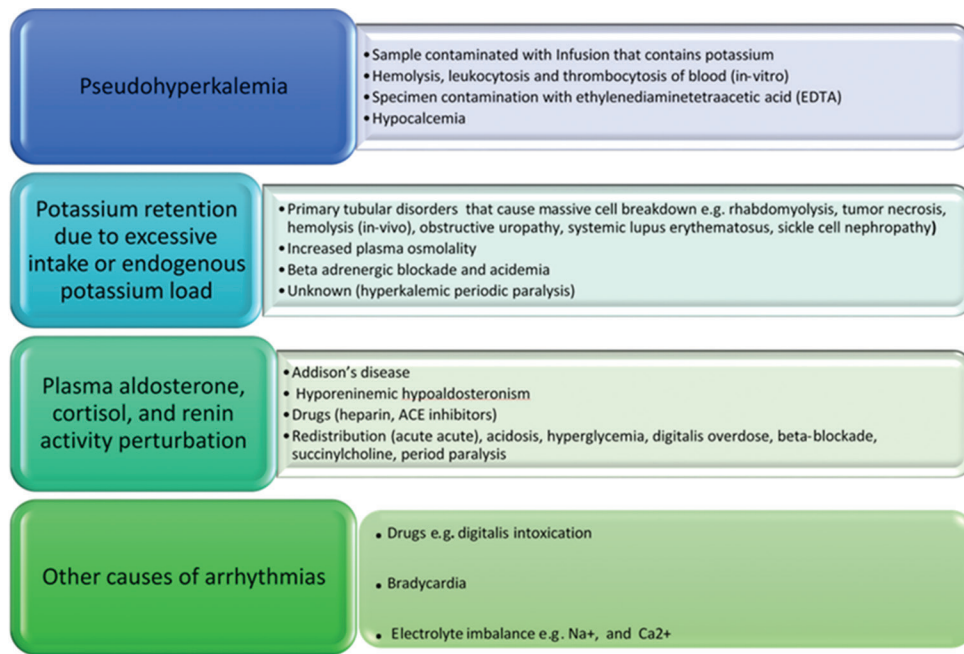 Pseudohyperkalemia
•Sample contaminated with Infusion that contains potassium
•Hemolysis, leukocytosis and thrombocytosis of blood (in-vitro)
•Specimen contamination with ethylenediaminetetraacetic acid (EDTA)
•Hypocalcemia
Potassium retention
due to excessive
intake or endogenous
potassium load
•Primary tubular disorders that cause massive cell breakdown e.g. rhabdomyolysis, tumor necrosis,
hemolysis (in-vivo), obstructive uropathy, systemic lupus erythematosus, sickle cell nephropathy)
•Increased plasma osmolality
•Beta adrenergic blockade and acidemia
•Unknown (hyperkalemic periodic paralysis)
Plasma aldosterone,
cortisol, and renin
activity perturbation
•Addison's disease
• Hyporeninemic hypoaldosteronism
•Drugs (heparin, ACE inhibitors)
•Redistribution (acute acute), acidosis, hyperglycemia, digitalis overdose, beta-blockade,
succinylcholine, period paralysis
Other causes of arrhythmias
• Drugs e.g. digitalis intoxication
• Bradycardia
• Electrolyte imbalance e.g. Na+, and Ca2+